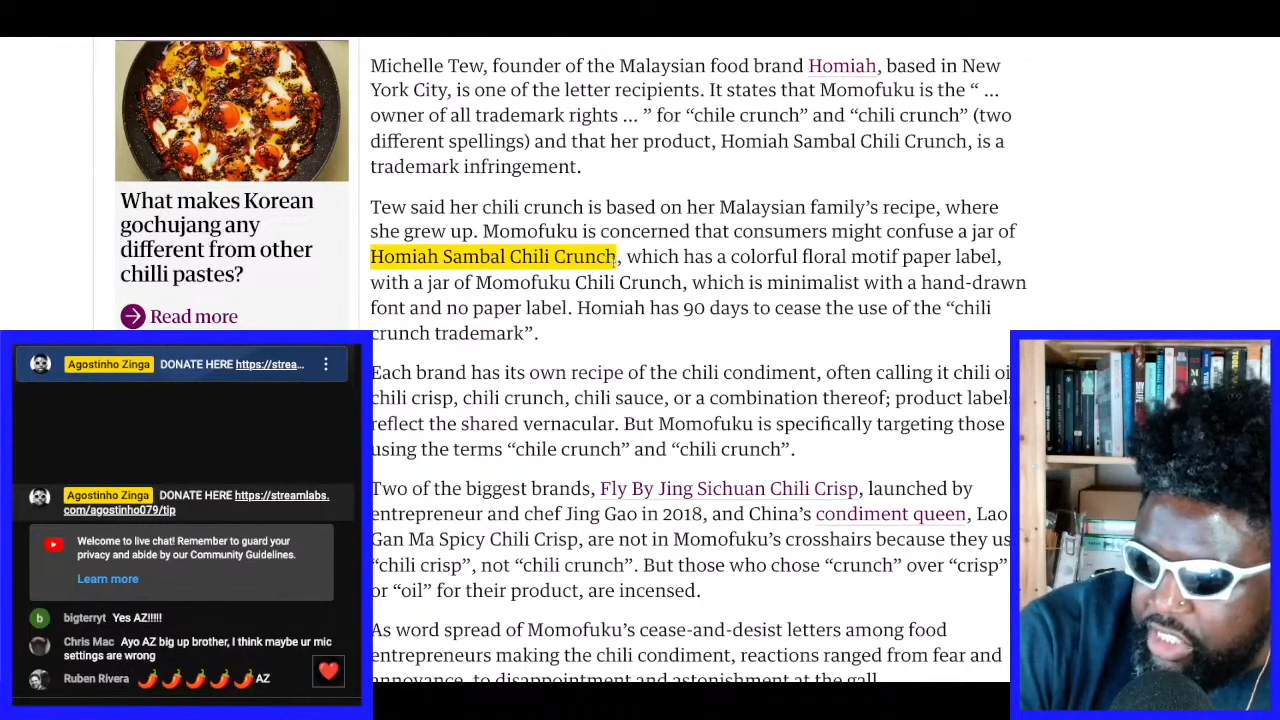 Michelle Tew, founder of the Malaysian food brand Homiah, based in New
York City, is one of the letter recipients. It states that Momofuku is the “ ...
owner of all trademark rights ... ” for “chile crunch” and “chili crunch” (two
different spellings) and that her product, Homiah Sambal Chili Crunch, is a
trademark infringement.
Tew said her chili crunch is based on her Malaysian family’s recipe, where
she grew up. Momofuku is concerned that consumers might confuse a jar of
Homiah Sambal Chili Crunch, which has a colorful floral motif paper label,
with a jar of Momofuku Chili Crunch, which is minimalist with a hand-drawn
font and no paper label. Homiah has 90 days to cease the use of the “chili
crunch trademark”.
Each brand has its own recipe of the chili condiment, often calling it chili oi
chili crisp, chili crunch, chili sauce, or a combination thereof; product labels
reflect the shared vernacular. But Momofuku is specifically targeting those
using the terms “chile crunch” and “chili crunch”.
Two of the biggest brands, Fly By Jing Sichuan Chili Crisp, launched by
entrepreneur and chef Jing Gao in 2018, and China’s condiment queen, Lao
Gan Ma Spicy Chili Crisp, are not in Momofuku’s crosshairs because they us
“chili crisp”, not “chili crunch”. But those who chose “crunch” over “crisp”
or “oil” for their product, are incensed.
As word spread of Momofuku’s cease-and-desist letters among food
entrepreneurs making the chili condiment, reactions ranged from fear and
annoyance, to disappointment and astonishment at the gall
What makes Korean
gochujang any
different from other
chilli pastes?
Read more
Agostinho Zinga DONATE HERE https://strea...
Agostinho Zinga DONATE HERE https://streamlabs.
com/agostinho079/tip
Welcome to live chat! Remember to guard your
privacy and abide by our Community Guidelines.
Learn more
b bigterryt Yes AZ!!!!!
Chris Mac Ayo AZ big up brother, I think maybe ur mic
settings are wrong
Ruben Rivera 🌶️🌶️🌶️🌶️🌶️AZ